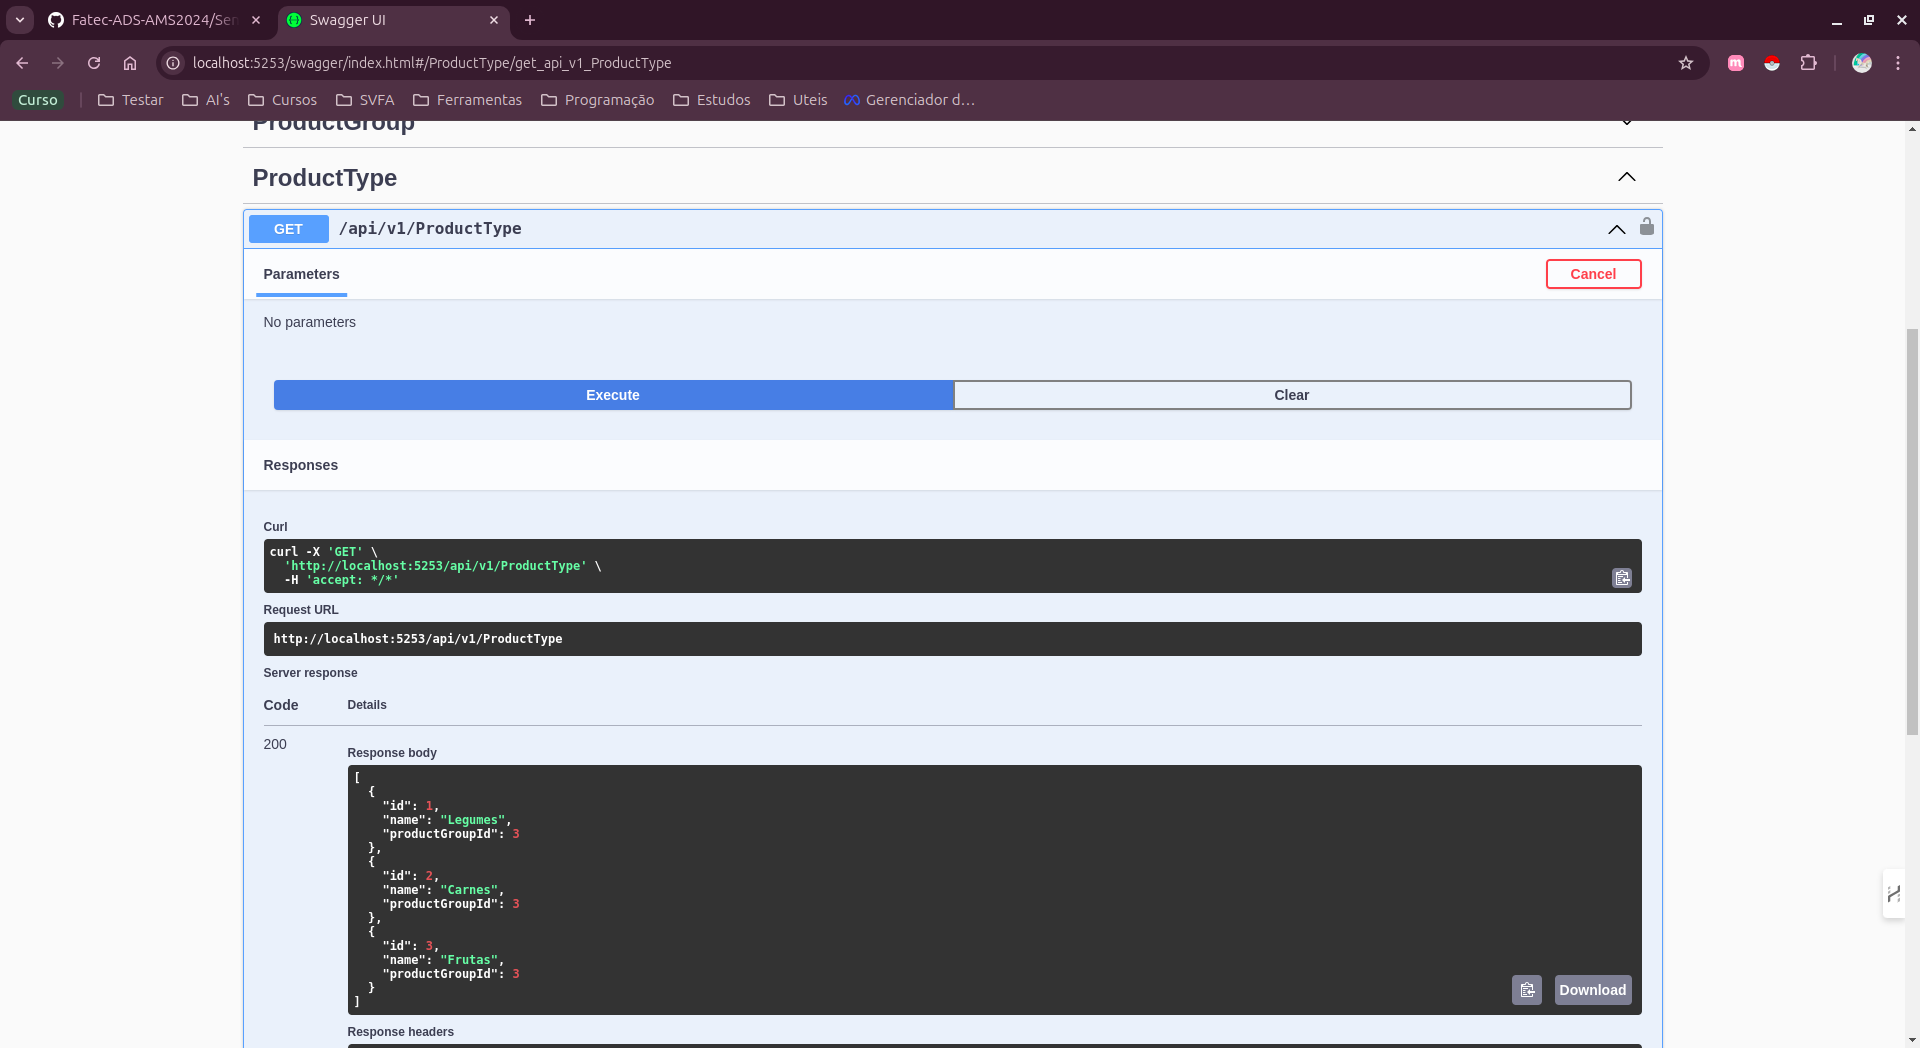 Fatec-ADS-AMS2024/Sen
Swagger UI
localhost:5253/swagger/index.html#/ProductType/get_api_v1_ProductType
Curso
Testar
AI's
Cursos
SVFA
Ferramentas
Programação
Estudos
Uteis
Gerenciador d…
ProductGroup
ProductType
GET
/api/v1/ProductType
Parameters
Cancel
No parameters
Execute
Clear
Responses
Curl
curl -X 'GET' \
'http://localhost:5253/api/v1/ProductType' \
-H 'accept: */*'
Request URL
http://localhost:5253/api/v1/ProductType
Server response
Code
Details
200
Response body
[
{
"id": 1,
"name": "Legumes",
"productGroupId": 3
},
{
"id": 2,
"name": "Carnes",
"productGroupId": 3
},
{
"id": 3,
"name": "Frutas",
"productGroupId": 3
}
]
Download
Response headers